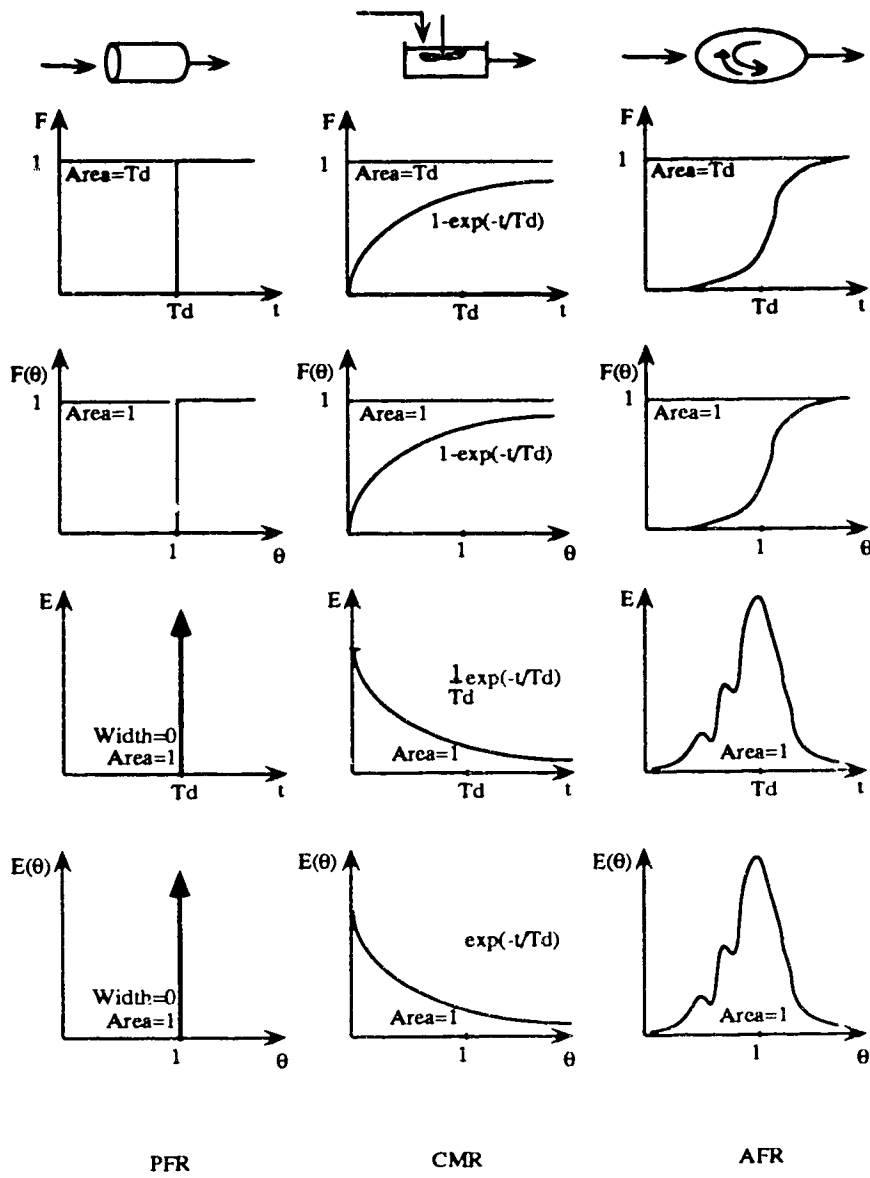 F
1
Area=Td
Td
t
F
1
Area=Td
1-exp(-t/Td)
Td
t
F
1
Area=Td
Td
t
F(θ)
1
Area=1
1
θ
F(θ)
1
Area=1
1-exp(-t/Td)
1
θ
F(θ)
1
Area=1
1
θ
E
Width=0
Area=1
Td
t
E
1
Td
exp(-t/Td)
Area=1
Td
t
E
Area=1
Td
t
E(θ)
Width=0
Area=1
1
θ
E(θ)
exp(-t/Td)
Area=1
1
θ
E(θ)
Area=1
1
θ
PFR
CMR
AFR